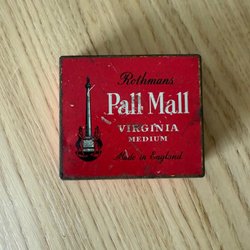 Rothmans
Pall Mall
VIRGINIA
MEDIUM
Made in England